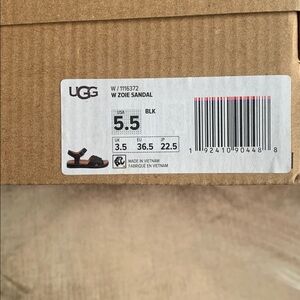 UGG
W / 1116372
W ZOIE SANDAL
USA
5.5
BLK
UK EU JP
3.5 36.5 22.5
MADE IN VIETNAM
FABRIQUÉ EN VIETNAM
1 92410 90448 8